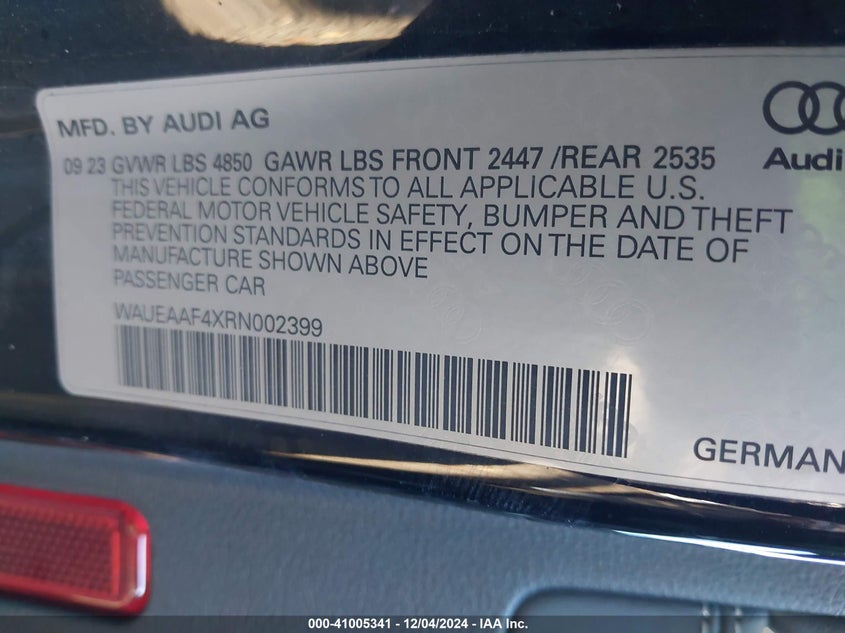 MFD. BY AUDI AG
Audi
09 23 GVWR LBS 4850 GAWR LBS FRONT 2447 /REAR 2535
THIS VEHICLE CONFORMS TO ALL APPLICABLE U.S.
FEDERAL MOTOR VEHICLE SAFETY, BUMPER AND THEFT
PREVENTION STANDARDS IN EFFECT ON THE DATE OF
MANUFACTURE SHOWN ABOVE
PASSENGER CAR
WAUEAAF4XRN002399
GERMAN
000-41005341 - 12/04/2024 - IAA Inc.